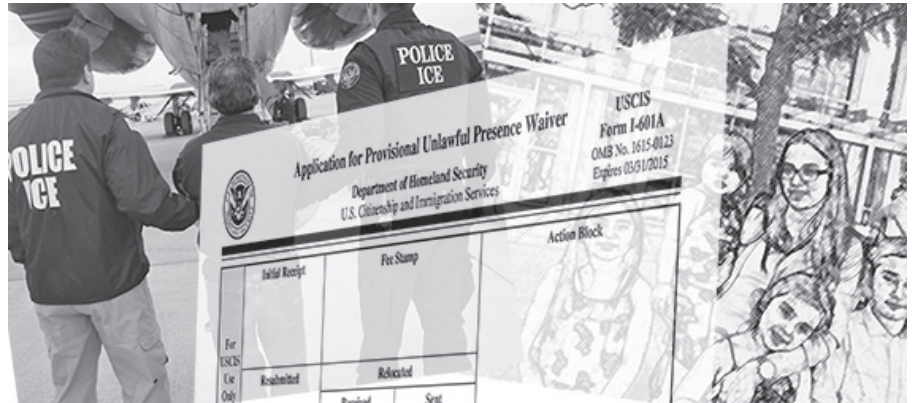 POLICE
ICE
POLICE
ICE
Application for Provisional Unlawful Presence Waiver
Department of Homeland Security
U.S. Citizenship and Immigration Services
USCIS
Form I-601A
OMB No. 1615-0123
Expires 03/31/2015
For
USCIS
Use
Only
Initial Receipt
Fee Stamp
Action Block
Resubmitted
Relocated
Received
Sent